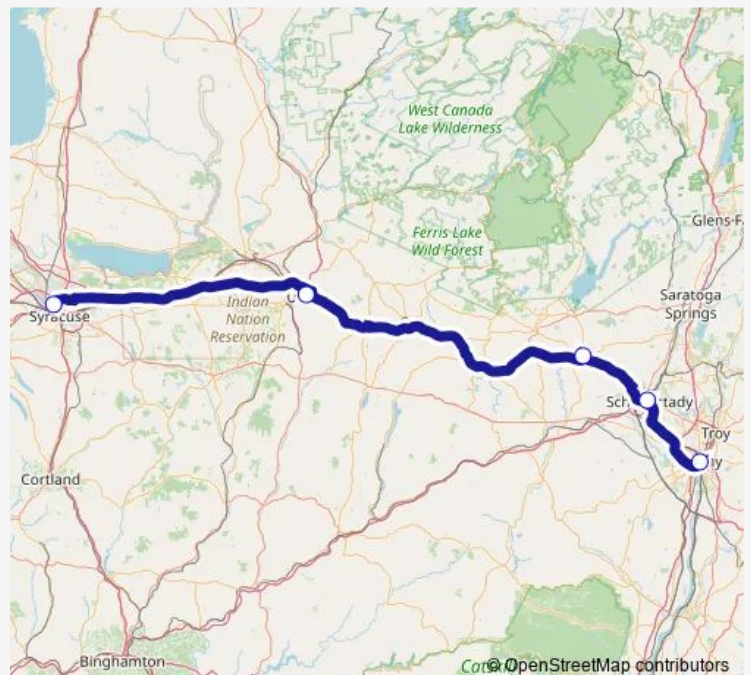 West Canada
Lake Wilderness
Ferris Lake
Wild Forest
Glens F
Indian
Nation
Reservation
Saratoga
Springs
Syracuse
Troy
Cortland
Binghamton
© OpenStreetMap contributors